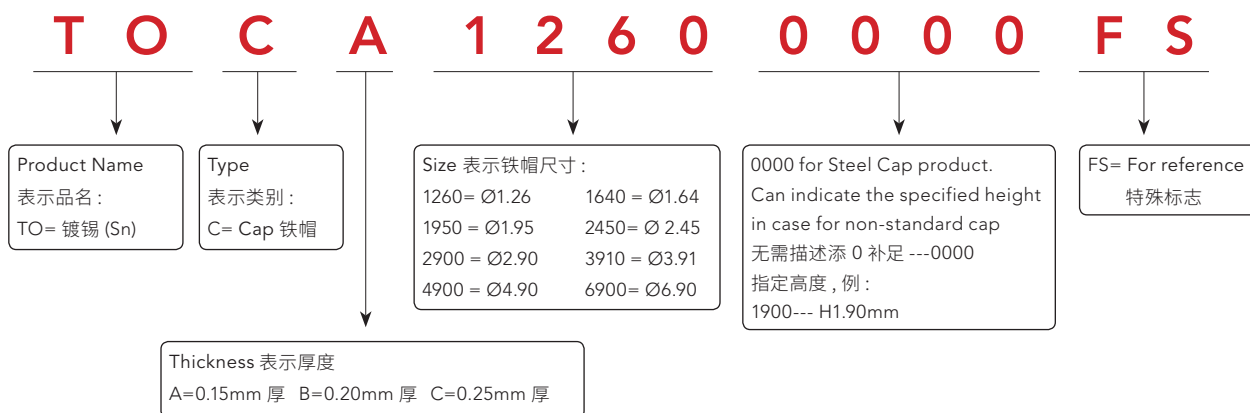 T O C A 1 2 6 0 0 0 0 0 F S
Product Name
表示品名 :
TO= 镀锡 (Sn)
Type
表示类别 :
C= Cap 铁帽
Size 表示铁帽尺寸 :
1260= Ø1.26 1640 = Ø1.64
1950 = Ø1.95 2450= Ø 2.45
2900 = Ø2.90 3910 = Ø3.91
4900 = Ø4.90 6900= Ø6.90
0000 for Steel Cap product.
Can indicate the specified height
in case for non-standard cap
无需描述添 0 补足 ---0000
指定高度 , 例 :
1900--- H1.90mm
FS= For reference
特殊标志
Thickness 表示厚度
A=0.15mm 厚 B=0.20mm 厚 C=0.25mm 厚